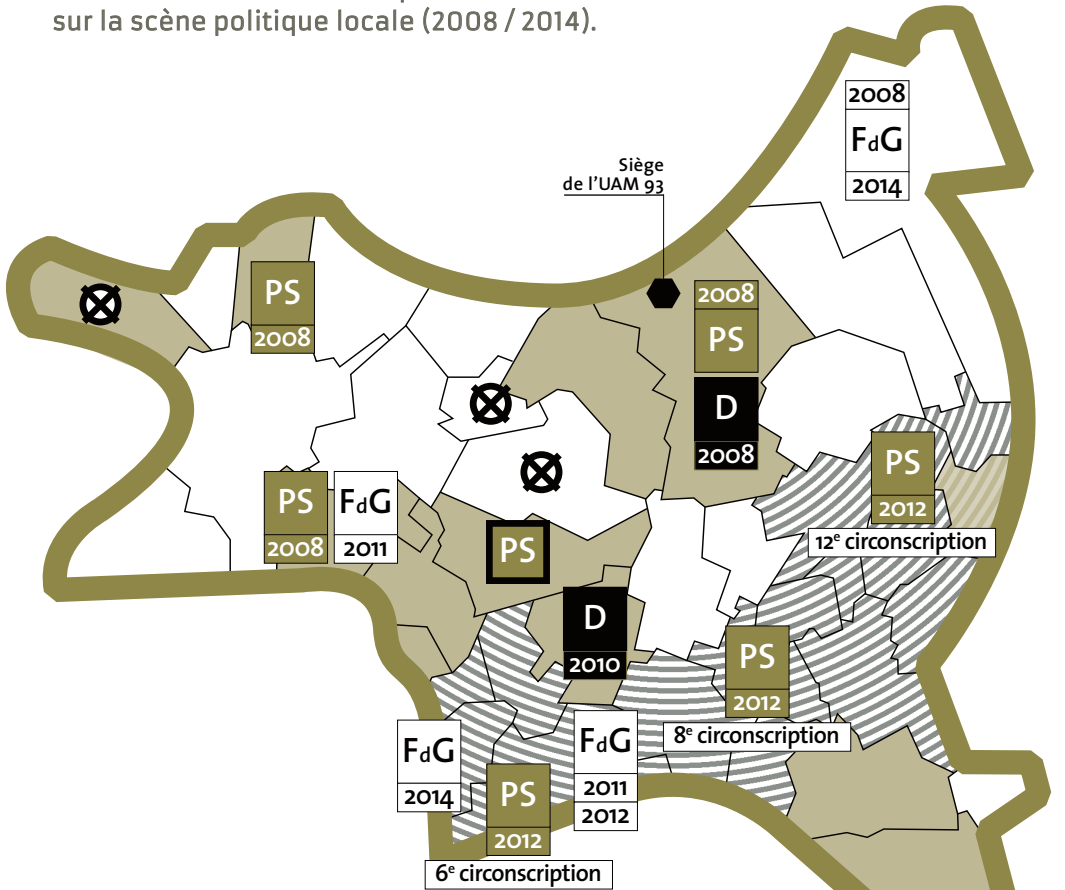 sur la scène politique locale (2008 / 2014).
2008
FdG
2014
Siège
de l'UAM 93
PS
2008
2008
PS
D
2008
PS
2012
12e circonscription
PS
2008
FdG
2011
PS
D
2010
PS
2012
8e circonscription
FdG
2014
PS
2012
FdG
2011
2012
6e circonscription